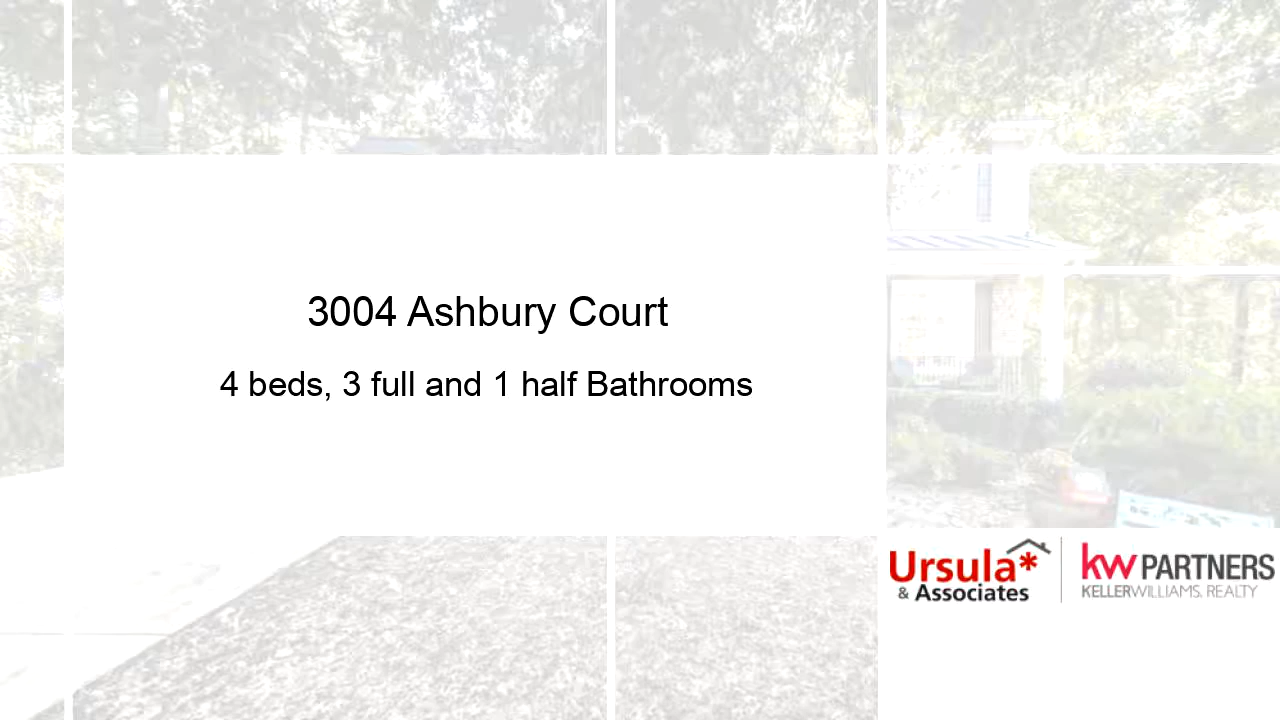 3004 Ashbury Court
4 beds, 3 full and 1 half Bathrooms
Ursula*
& Associates
kw PARTNERS
KELLERWILLIAMS. REALTY